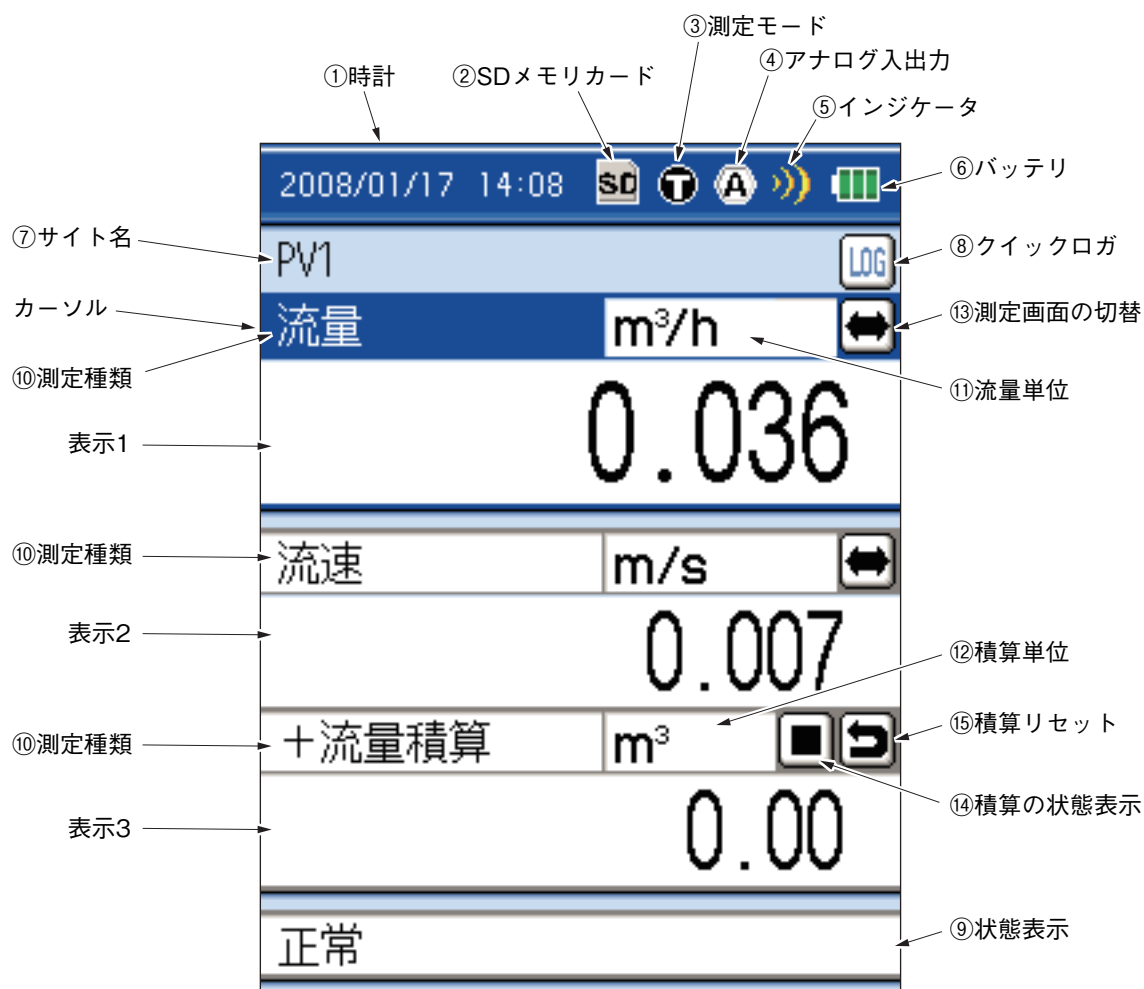 ③測定モード
①時計 ②SDメモリカード ④アナログ入出力
⑤インジケータ
2008/01/17 14:08 SD T A ⑥バッテリ
⑦サイト名 PV1 LOG ⑧クイックロガ
カーソル 流量 m³/h ⑬測定画面の切替
⑩測定種類 ⑪流量単位
表示1 0.036
⑩測定種類 流速 m/s
表示2 0.007 ⑫積算単位
⑩測定種類 +流量積算 m³ ⑮積算リセット
表示3 0.00 ⑭積算の状態表示
正常 ⑨状態表示